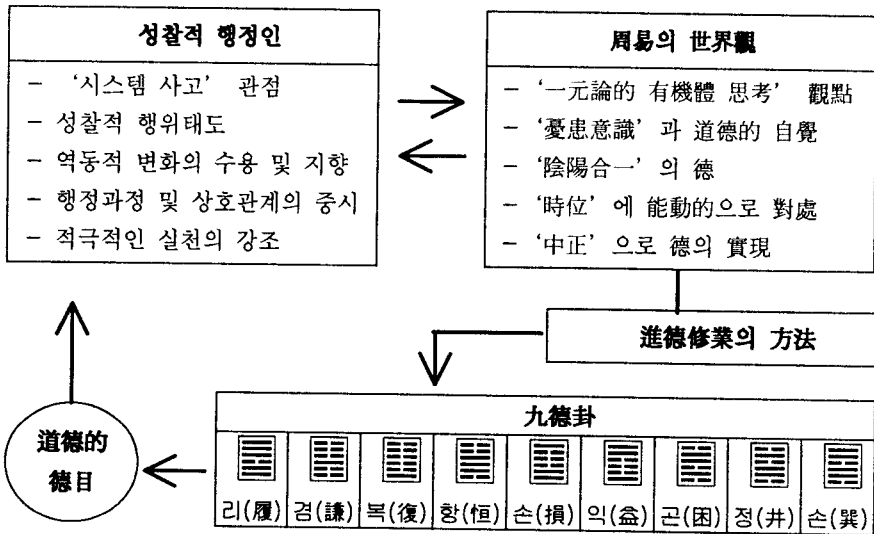 성찰적 행정인
- '시스템 사고' 관점
- 성찰적 행위태도
- 역동적 변화의 수용 및 지향
- 행정과정 및 상호관계의 중시
- 적극적인 실천의 강조
周易의 世界觀
- '一元論的 有機體 思考' 觀點
- '憂患意識' 과 道德的 自覺
- '陰陽合一' 의 德
- '時位' 에 能動的으로 對處
- '中正' 으로 德의 實現
進德修業의 方法
九德卦
리(履) 겸(謙) 복(復) 항(恒) 손(損) 익(益) 곤(困) 정(井) 손(巽)
道德的
德目